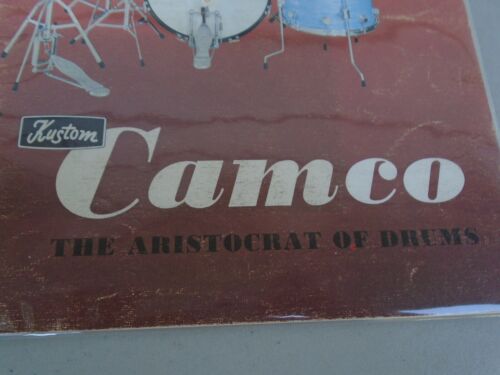 Kustom
Camco
THE ARISTOCRAT OF DRUMS